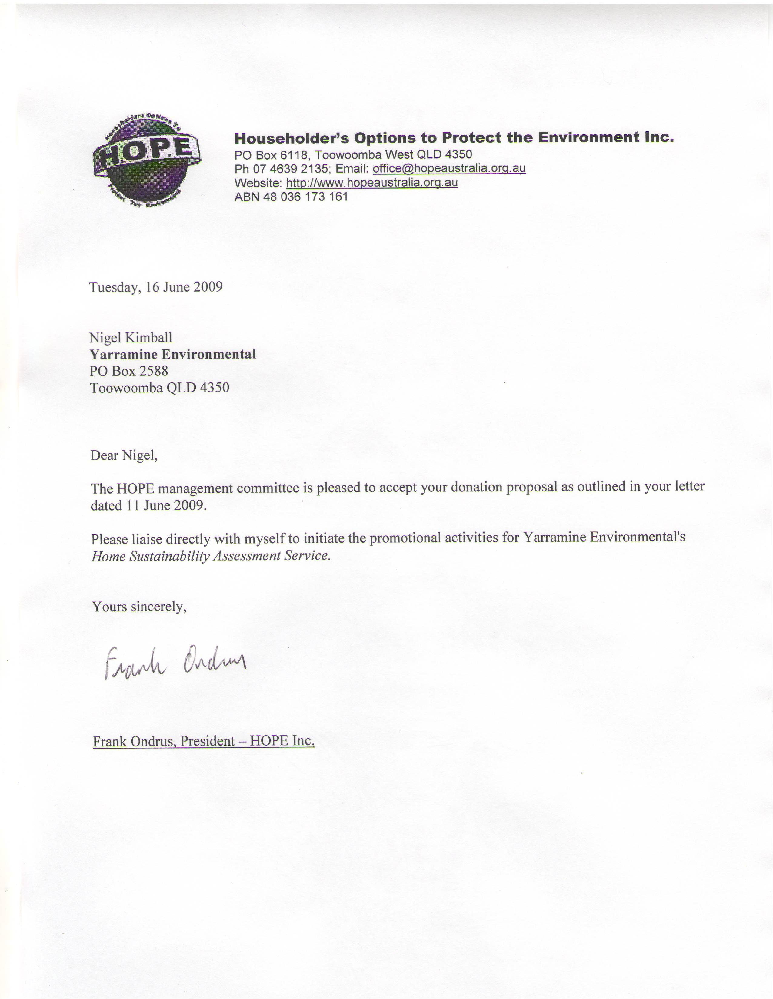 Householders Options To
H.O.P.E
Protect The Environment
Householder's Options to Protect the Environment Inc.
PO Box 6118, Toowoomba West QLD 4350
Ph 07 4639 2135; Email: office@hopeaustralia.org.au
Website: http://www.hopeaustralia.org.au
ABN 48 036 173 161
Tuesday, 16 June 2009
Nigel Kimball
Yarramine Environmental
PO Box 2588
Toowoomba QLD 4350
Dear Nigel,
The HOPE management committee is pleased to accept your donation proposal as outlined in your letter
dated 11 June 2009.
Please liaise directly with myself to initiate the promotional activities for Yarramine Environmental's
Home Sustainability Assessment Service.
Yours sincerely,
Frank Ondrus
Frank Ondrus, President – HOPE Inc.